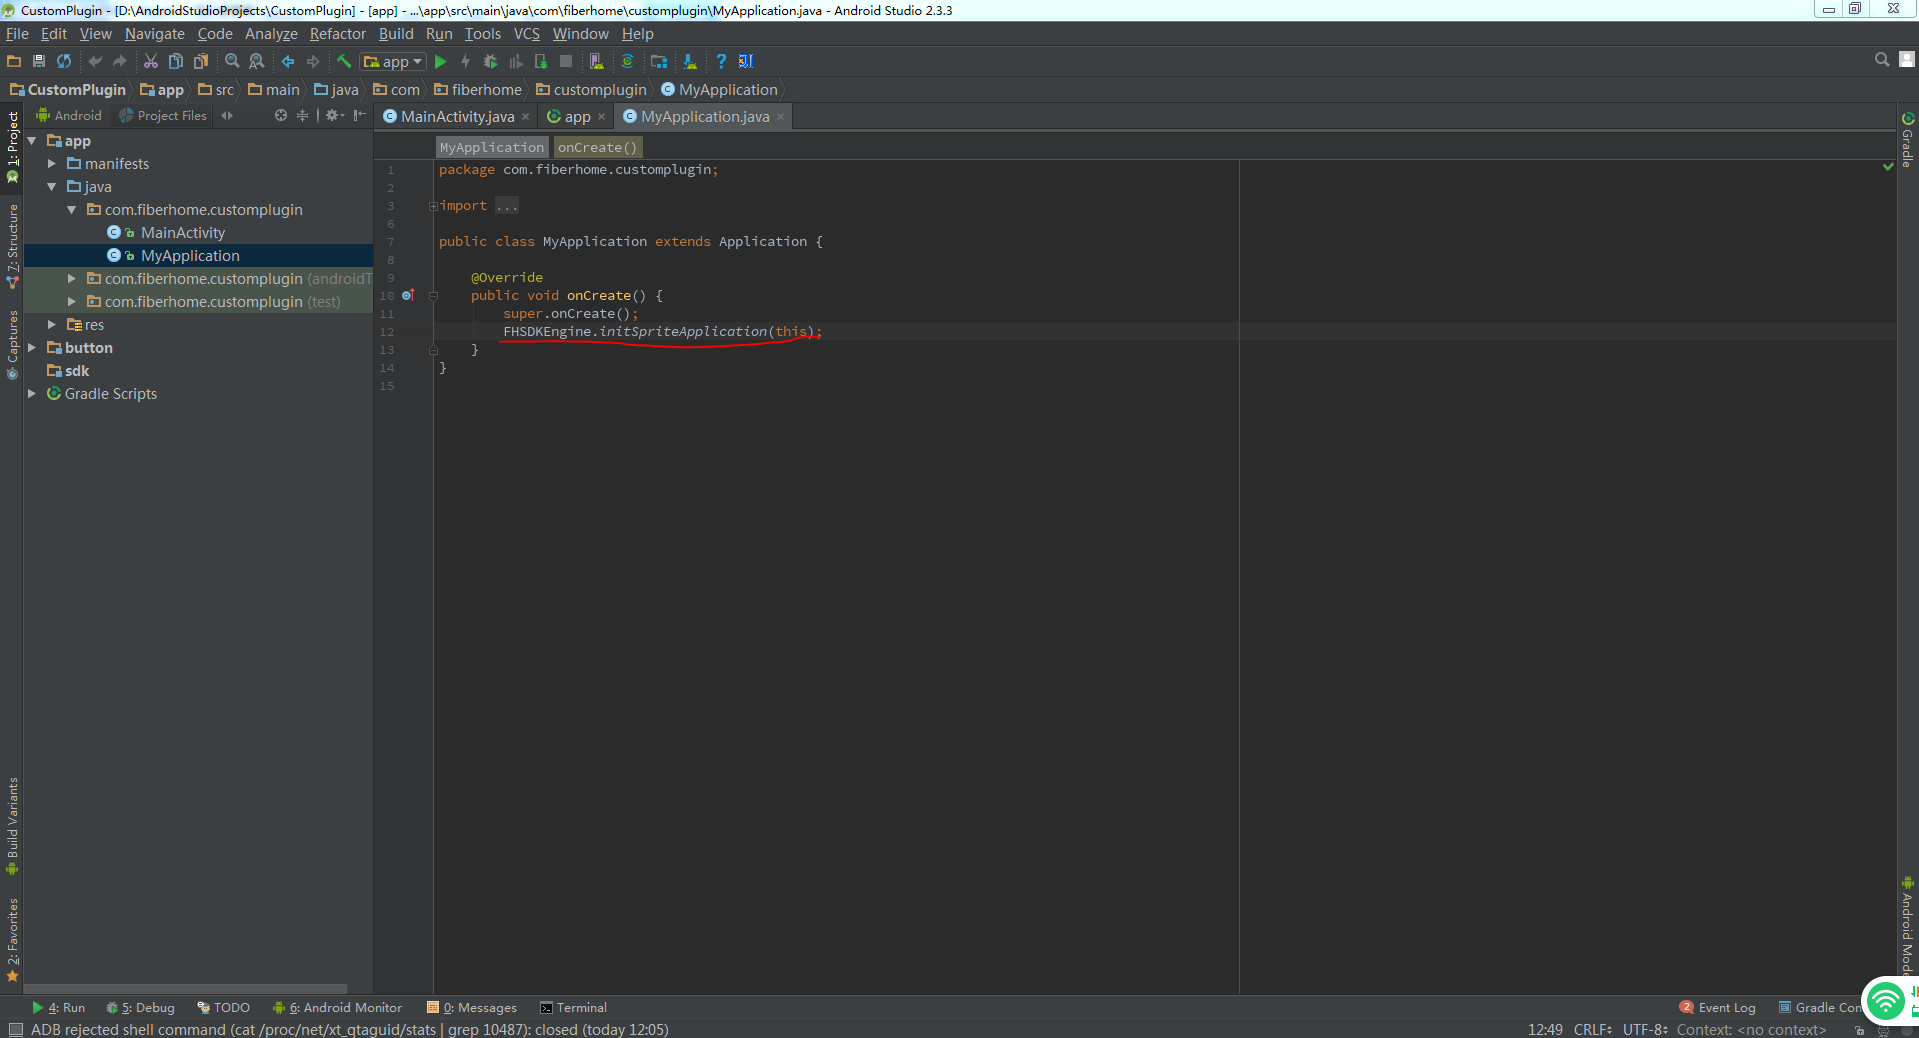 CustomPlugin - [D:\AndroidStudioProjects\CustomPlugin] - [app] - ...\app\src\main\java\com\fiberhome\customplugin\MyApplication.java - Android Studio 2.3.3
File Edit View Navigate Code Analyze Refactor Build Run Tools VCS Window Help
app
CustomPlugin app src main java com fiberhome customplugin MyApplication
Android Project Files
MainActivity.java app MyApplication.java
MyApplication onCreate()
1: Project
7: Structure
Captures
Build Variants
2: Favorites
app
manifests
java
com.fiberhome.customplugin
MainActivity
MyApplication
com.fiberhome.customplugin (androidT
com.fiberhome.customplugin (test)
res
button
sdk
Gradle Scripts
1 package com.fiberhome.customplugin;
2
3 import ...
6
7 public class MyApplication extends Application {
8
9 @Override
10 public void onCreate() {
11 super.onCreate();
12 FHSDKEngine.initSpriteApplication(this);
13 }
14 }
15
Gradle
Android Mode
4: Run 5: Debug TODO 6: Android Monitor 0: Messages Terminal 2 Event Log Gradle Con
ADB rejected shell command (cat /proc/net/xt_qtaguid/stats | grep 10487): closed (today 12:05) 12:49 CRLF UTF-8 Context: <no context>